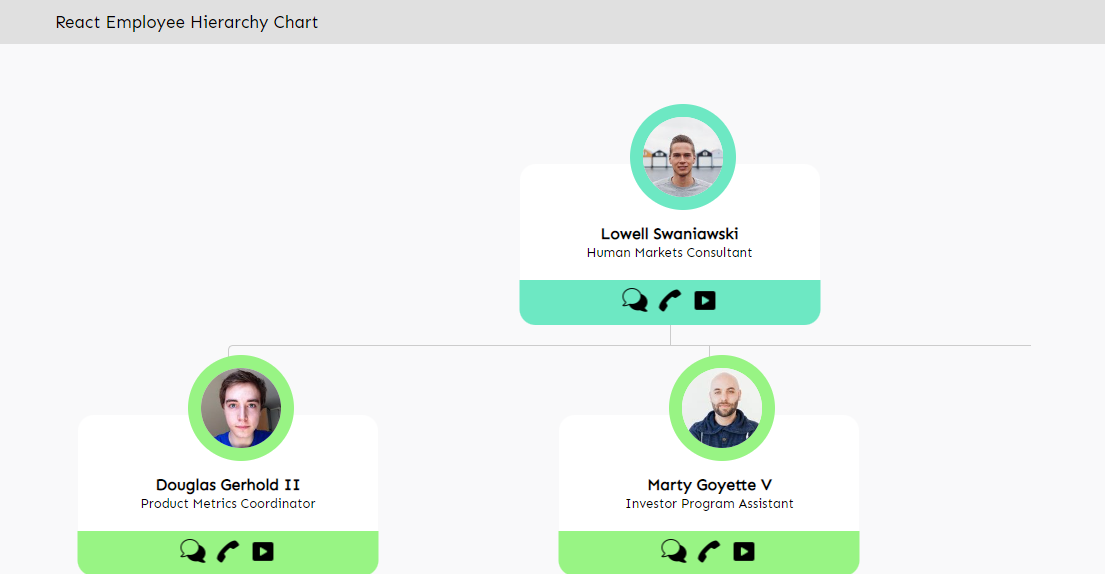 React Employee Hierarchy Chart
Lowell Swaniawski
Human Markets Consultant
Douglas Gerhold II
Product Metrics Coordinator
Marty Goyette V
Investor Program Assistant